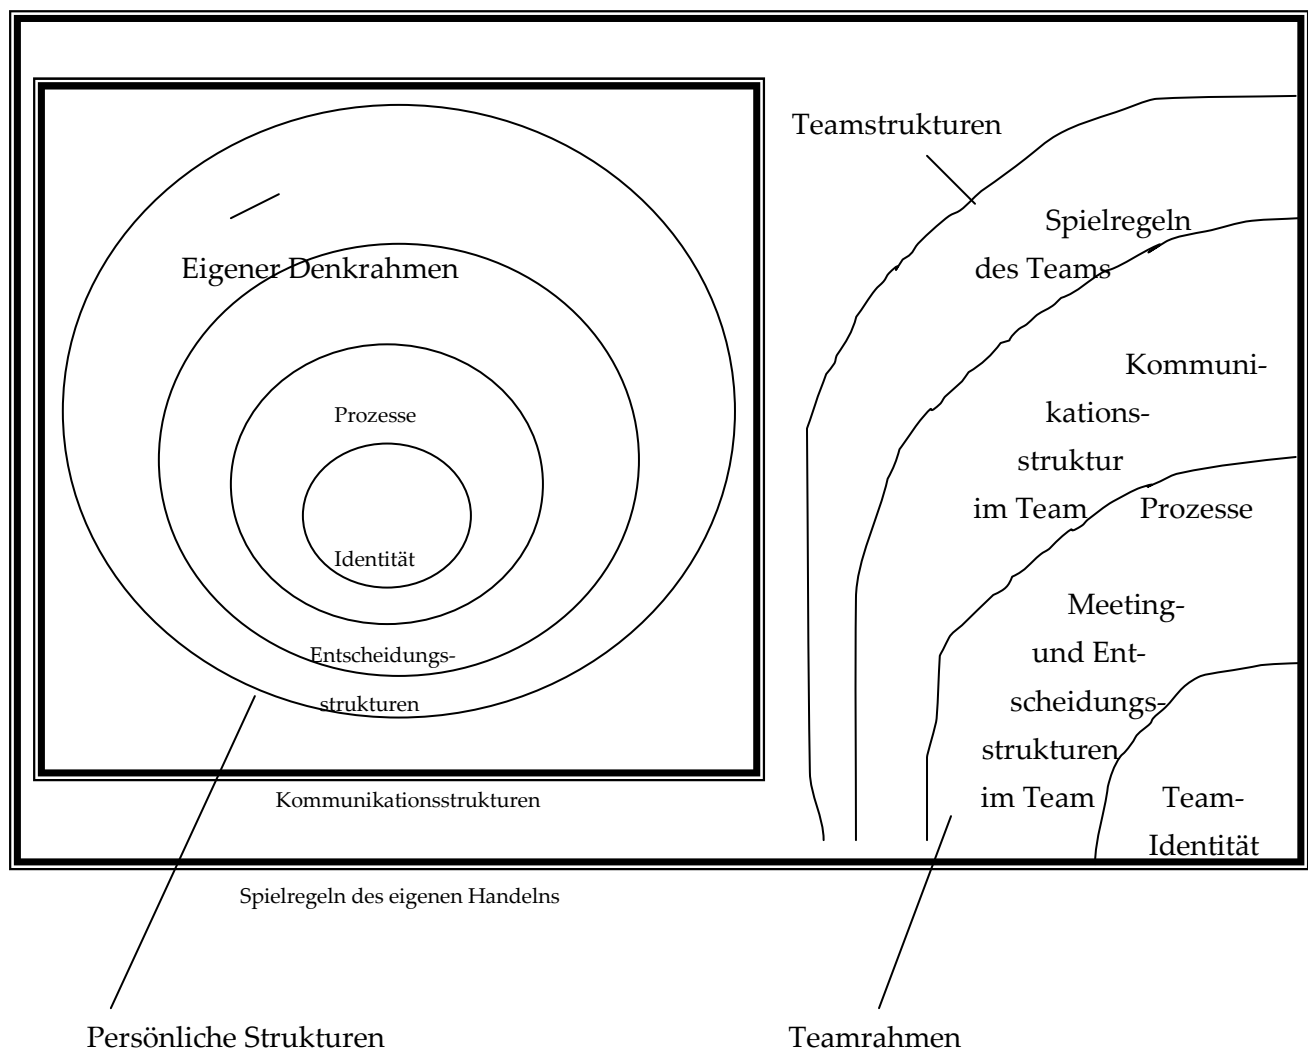 Teamstrukturen
Spielregeln
des Teams
Eigener Denkrahmen
Kommuni-
kations-
struktur
im Team
Prozesse
Prozesse
Identität
Meeting-
und Ent-
scheidungs-
strukturen
im Team
Entscheidungs-
strukturen
Team-
Identität
Kommunikationsstrukturen
Spielregeln des eigenen Handelns
Persönliche Strukturen
Teamrahmen